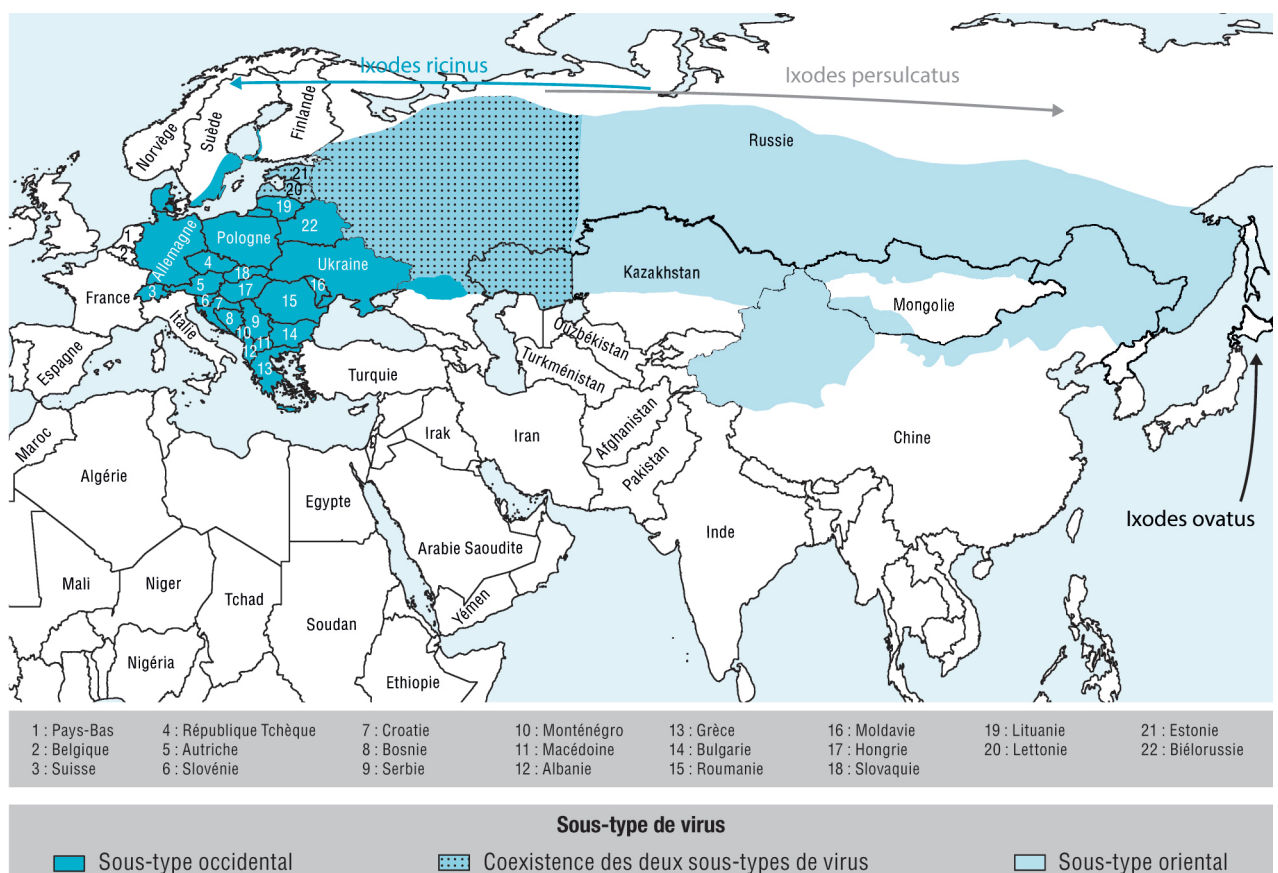 Ixodes ricinus
Ixodes persulcatus
Norvège
Suède
Finlande
Russie
21
20
19
22
1
2
Allemagne
Pologne
Ukraine
4
18
5
17
16
3
6
7
15
8
9
10
11
14
12
13
France
Italie
Espagne
Kazakhstan
Mongolie
Ouzbékistan
Turkménistan
Turquie
Maroc
Algérie
Irak
Iran
Afghanistan
Pakistan
Chine
Egypte
Inde
Ixodes ovatus
Arabie Saoudite
Mali
Niger
Tchad
Yémen
Soudan
Nigéria
Ethiopie
1 : Pays-Bas 4 : République Tchèque 7 : Croatie 10 : Monténégro 13 : Grèce 16 : Moldavie 19 : Lituanie 21 : Estonie
2 : Belgique 5 : Autriche 8 : Bosnie 11 : Macédoine 14 : Bulgarie 17 : Hongrie 20 : Lettonie 22 : Biélorussie
3 : Suisse 6 : Slovénie 9 : Serbie 12 : Albanie 15 : Roumanie 18 : Slovaquie
Sous-type de virus
Sous-type occidental Coexistence des deux sous-types de virus Sous-type oriental